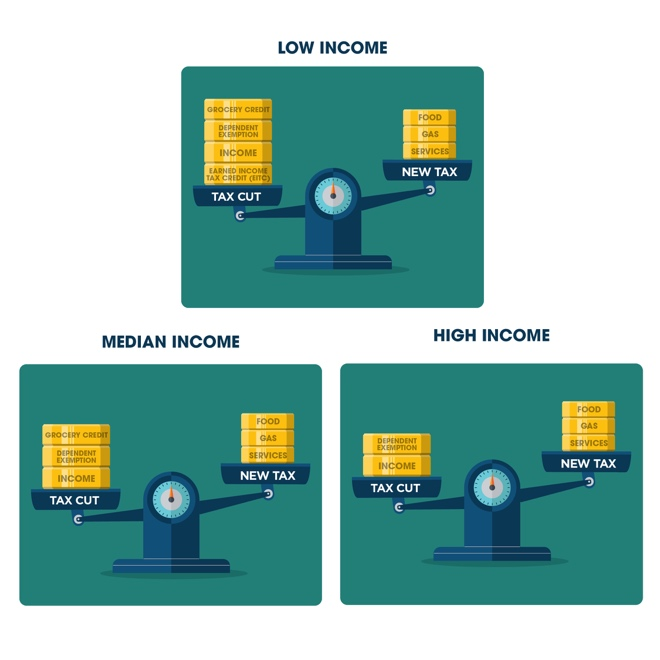 LOW INCOME
GROCERY CREDIT
DEPENDENT
EXEMPTION
INCOME
EARNED INCOME
TAX CREDIT (EITC)
TAX CUT
FOOD
GAS
SERVICES
NEW TAX
MEDIAN INCOME
GROCERY CREDIT
DEPENDENT
EXEMPTION
INCOME
TAX CUT
FOOD
GAS
SERVICES
NEW TAX
HIGH INCOME
DEPENDENT
EXEMPTION
INCOME
TAX CUT
FOOD
GAS
SERVICES
NEW TAX